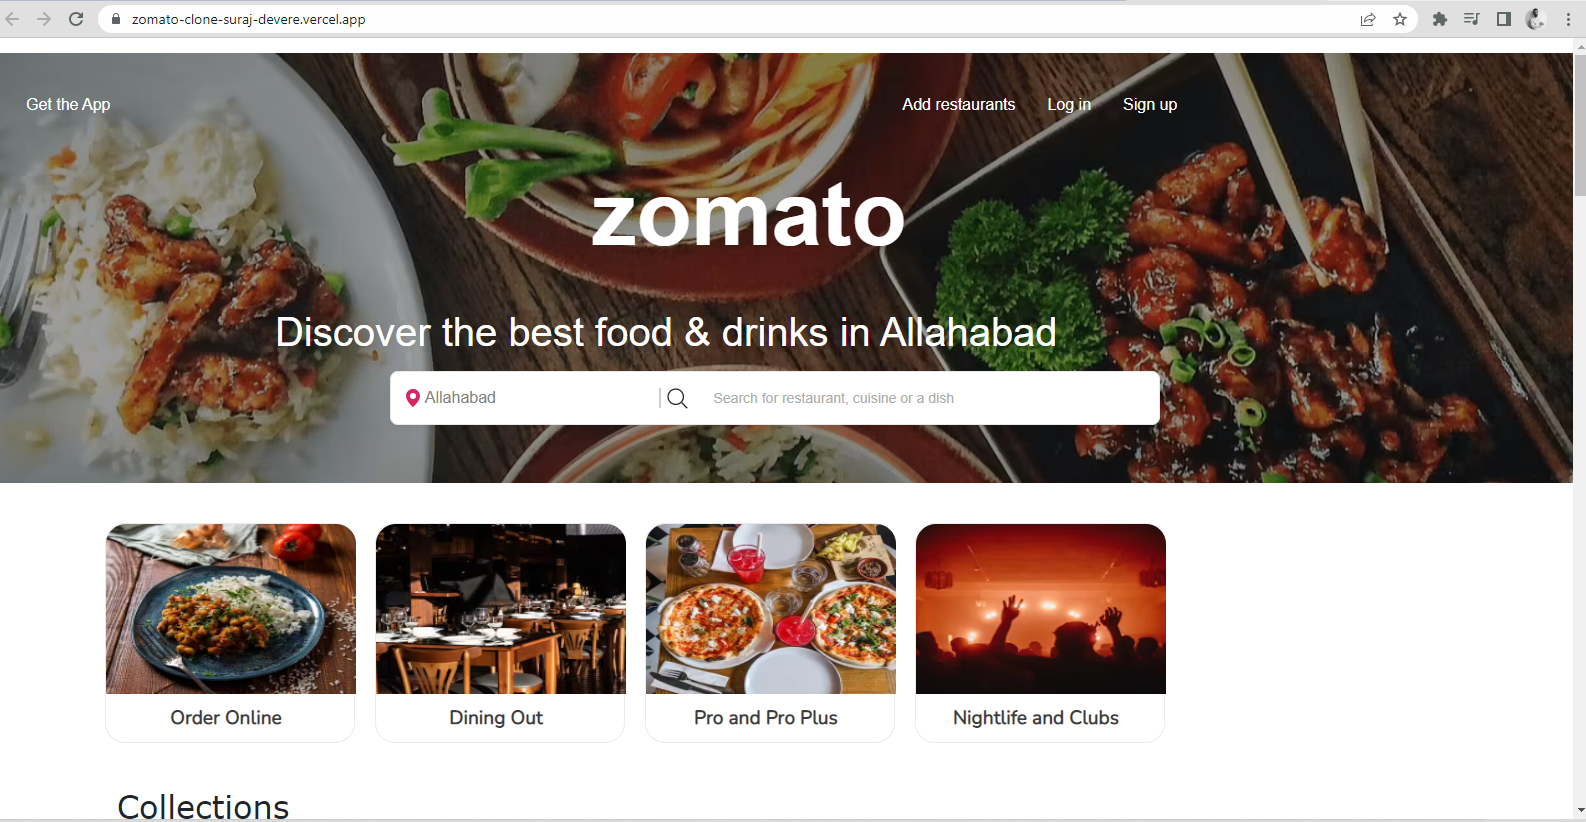 zomato-clone-suraj-devere.vercel.app
Get the App
Add restaurants
Log in
Sign up
zomato
Discover the best food & drinks in Allahabad
Allahabad
Search for restaurant, cuisine or a dish
Order Online
Dining Out
Pro and Pro Plus
Nightlife and Clubs
Collections